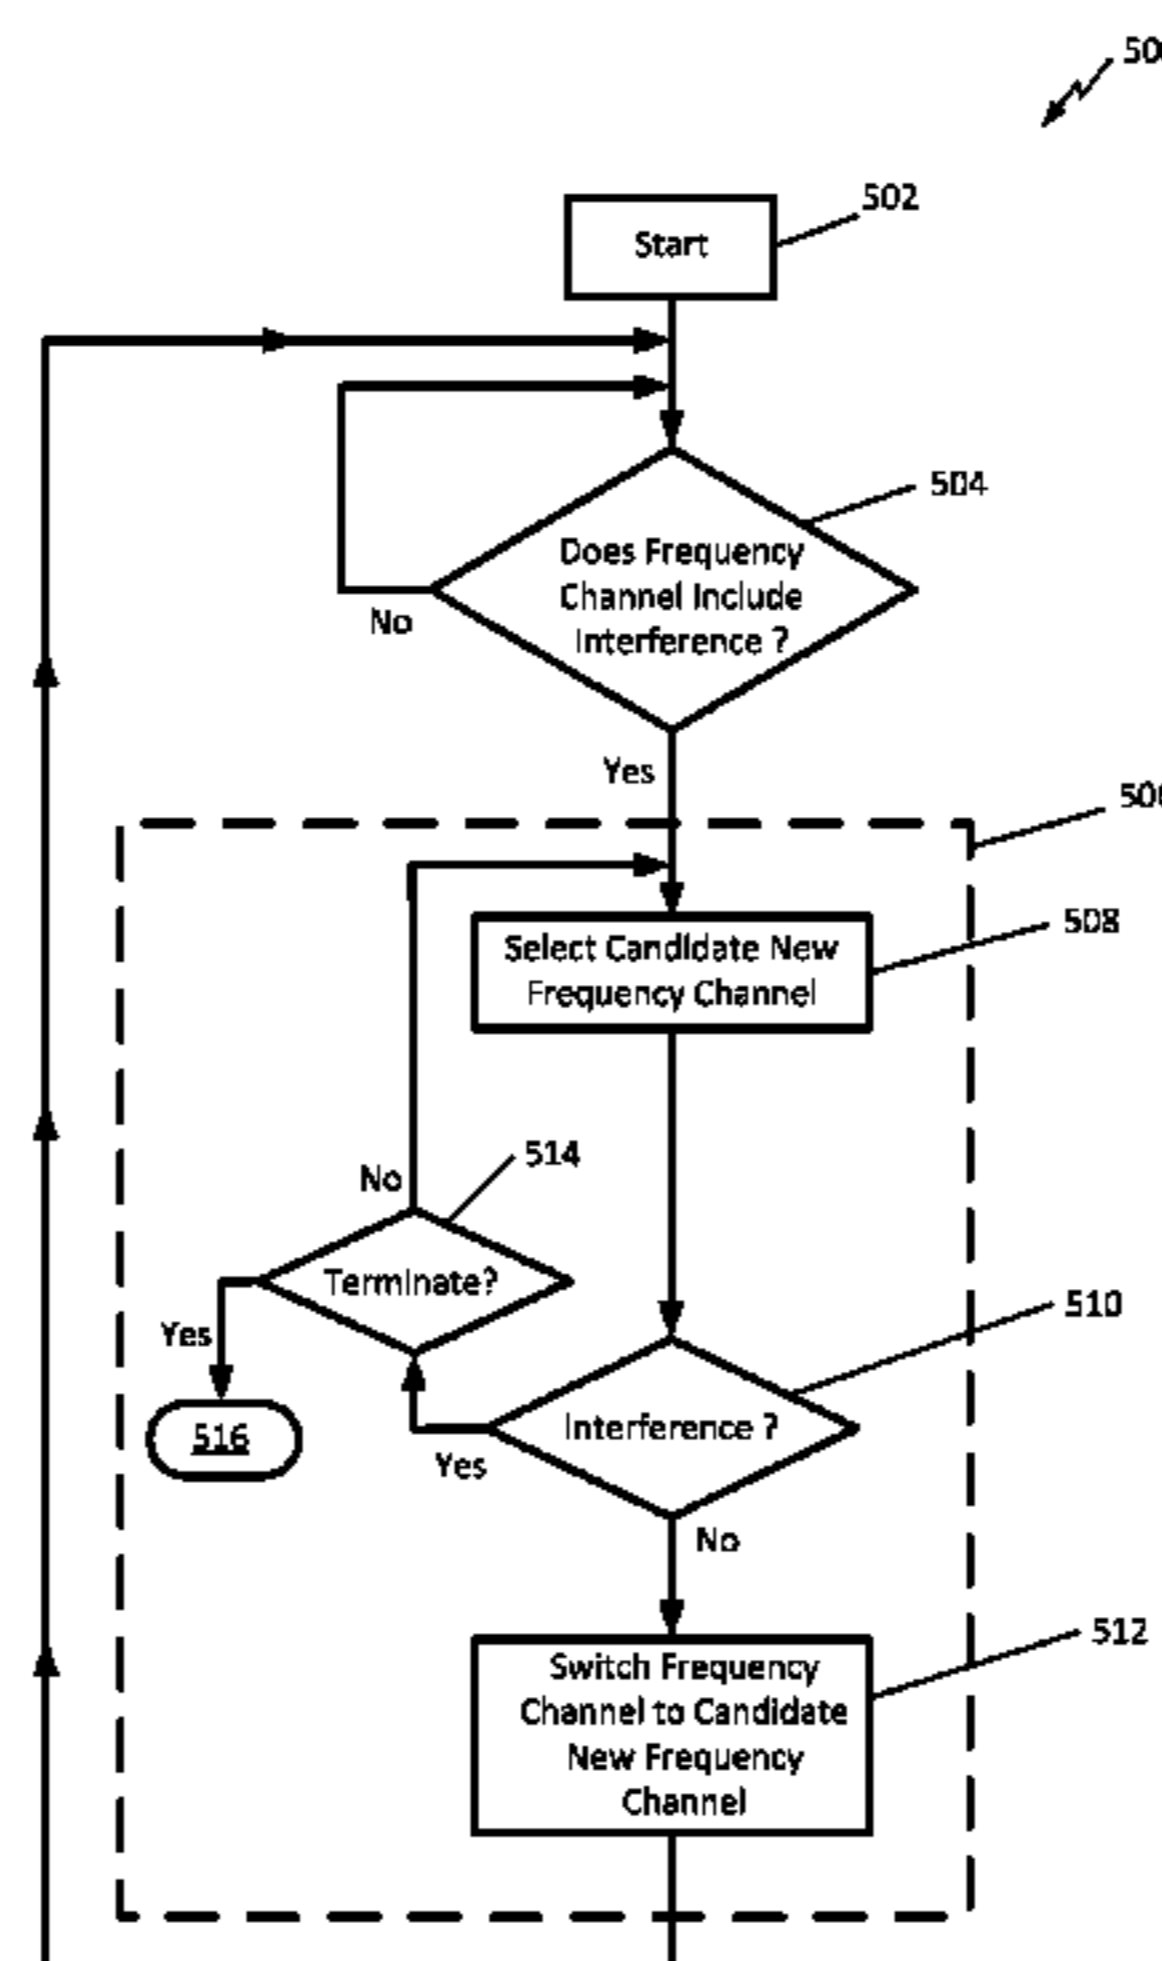 50
502
Start
504
Does Frequency
Channel Include
Interference ?
No
Yes
508
Select Candidate New
Frequency Channel
514
No
Terminate?
510
Yes
Interference ?
516
Yes
No
512
Switch Frequency
Channel to Candidate
New Frequency
Channel